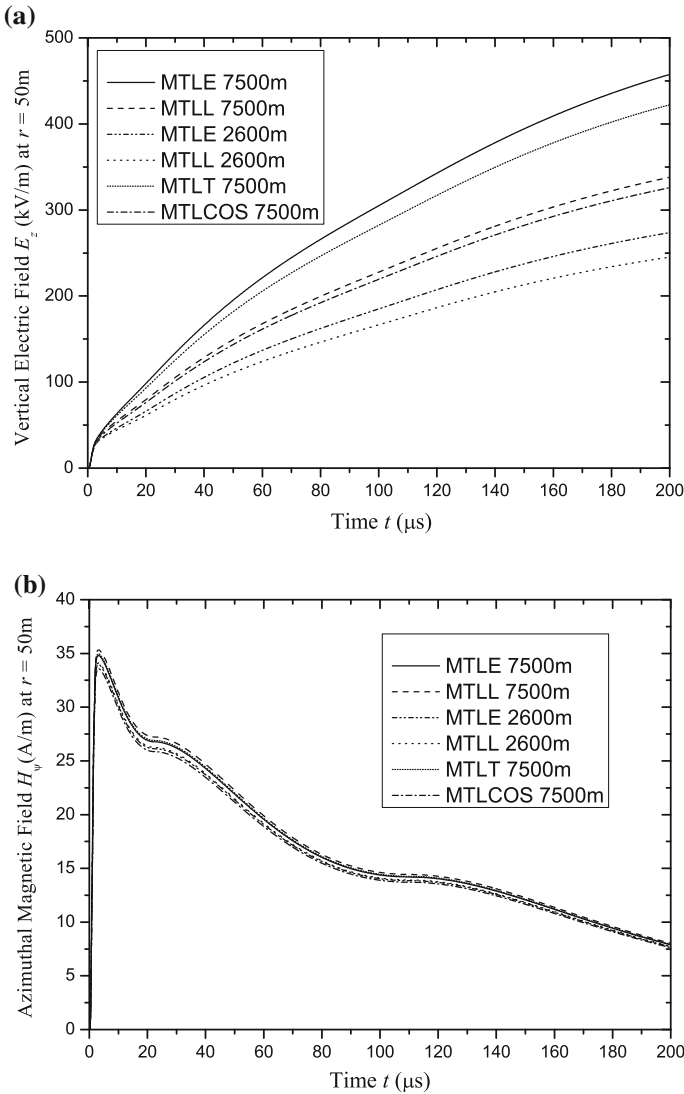 (a)
Vertical Electric Field E_z (kV/m) at r = 50m
500
400
300
200
100
0
MTLE 7500m
MTLL 7500m
MTLE 2600m
MTLL 2600m
MTLT 7500m
MTLCOS 7500m
0 20 40 60 80 100 120 140 160 180 200
Time t (μs)
(b)
Azimuthal Magnetic Field H_ψ (A/m) at r = 50m
40
35
30
25
20
15
10
5
0
MTLE 7500m
MTLL 7500m
MTLE 2600m
MTLL 2600m
MTLT 7500m
MTLCOS 7500m
0 20 40 60 80 100 120 140 160 180 200
Time t (μs)